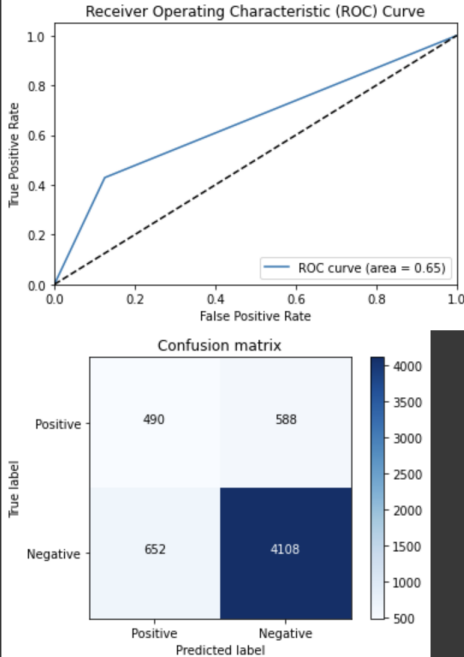 Receiver Operating Characteristic (ROC) Curve
1.0
0.8
0.6
0.4
0.2
0.0
True Positive Rate
ROC curve (area = 0.65)
0.0 0.2 0.4 0.6 0.8 1.0
False Positive Rate
Confusion matrix
True label
Positive 490 588
Negative 652 4108
Positive Negative
Predicted label
4000
3500
3000
2500
2000
1500
1000
500